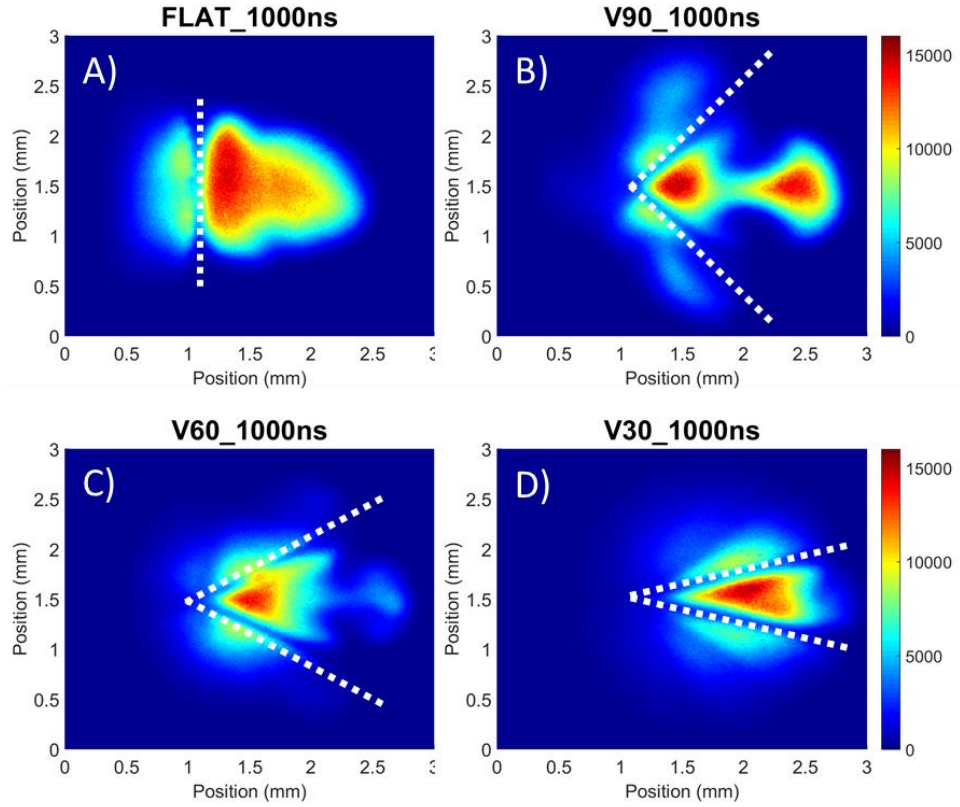 FLAT_1000ns
A)
3
2.5
2
1.5
1
0.5
0
Position (mm)
0 0.5 1 1.5 2 2.5 3
Position (mm)
V90_1000ns
B)
3
2.5
2
1.5
1
0.5
0
Position (mm)
0 0.5 1 1.5 2 2.5 3
Position (mm)
15000
10000
5000
0
V60_1000ns
C)
3
2.5
2
1.5
1
0.5
0
Position (mm)
0 0.5 1 1.5 2 2.5 3
Position (mm)
V30_1000ns
D)
3
2.5
2
1.5
1
0.5
0
Position (mm)
0 0.5 1 1.5 2 2.5 3
Position (mm)
15000
10000
5000
0